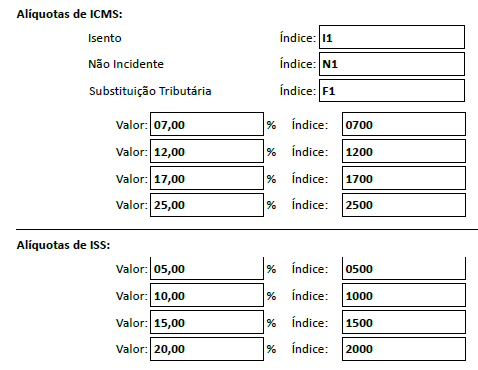 Alíquotas de ICMS:
Isento Índice: I1
Não Incidente Índice: N1
Substituição Tributária Índice: F1
Valor: 07,00 % Índice: 0700
Valor: 12,00 % Índice: 1200
Valor: 17,00 % Índice: 1700
Valor: 25,00 % Índice: 2500
Alíquotas de ISS:
Valor: 05,00 % Índice: 0500
Valor: 10,00 % Índice: 1000
Valor: 15,00 % Índice: 1500
Valor: 20,00 % Índice: 2000